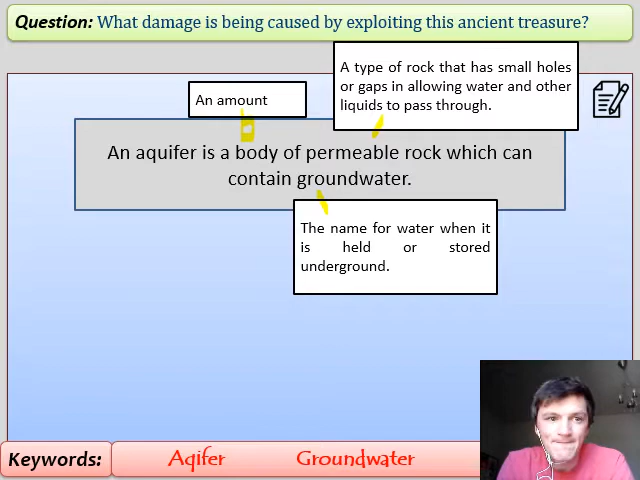 Question: What damage is being caused by exploiting this ancient treasure?
A type of rock that has small holes
or gaps in allowing water and other
liquids to pass through.
An amount
An aquifer is a body of permeable rock which can
contain groundwater.
The name for water when it
is held or stored
underground.
Keywords: Aqifer Groundwater